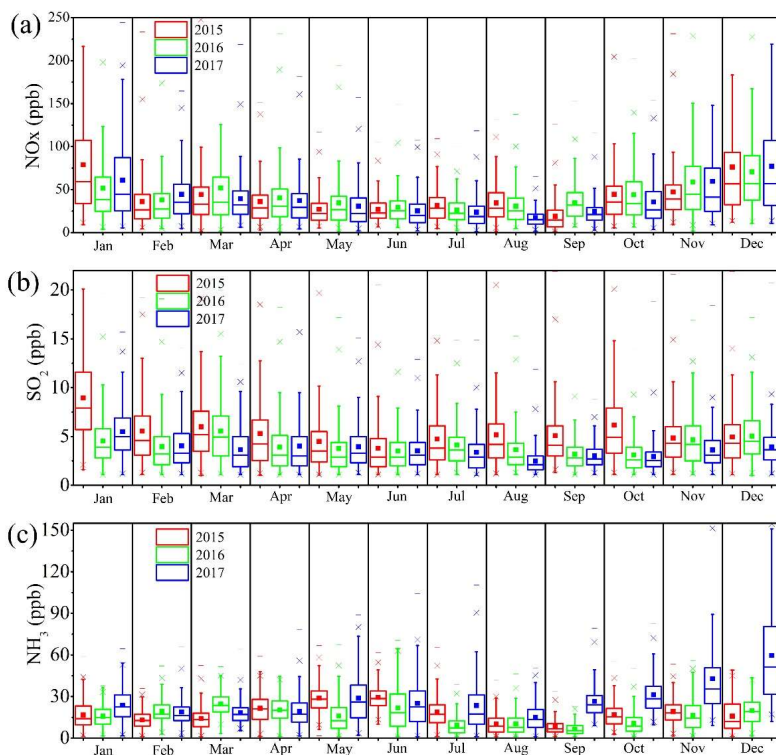 (a)
NOx (ppb)
250
200
150
100
50
0
2015
2016
2017
Jan Feb Mar Apr May Jun Jul Aug Sep Oct Nov Dec
(b)
SO2 (ppb)
20
15
10
5
0
2015
2016
2017
Jan Feb Mar Apr May Jun Jul Aug Sep Oct Nov Dec
(c)
NH3 (ppb)
150
120
90
60
30
0
2015
2016
2017
Jan Feb Mar Apr May Jun Jul Aug Sep Oct Nov Dec